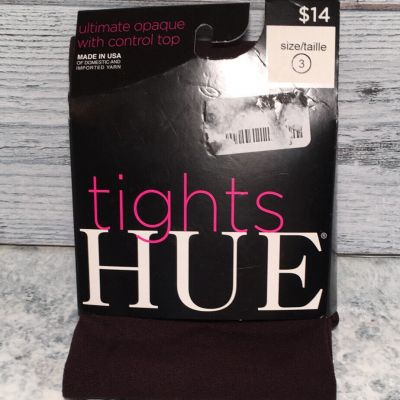 ultimate opaque
with control top
MADE IN USA
OF DOMESTIC AND
IMPORTED YARN
$14
size/taille
3
tights
HUE®